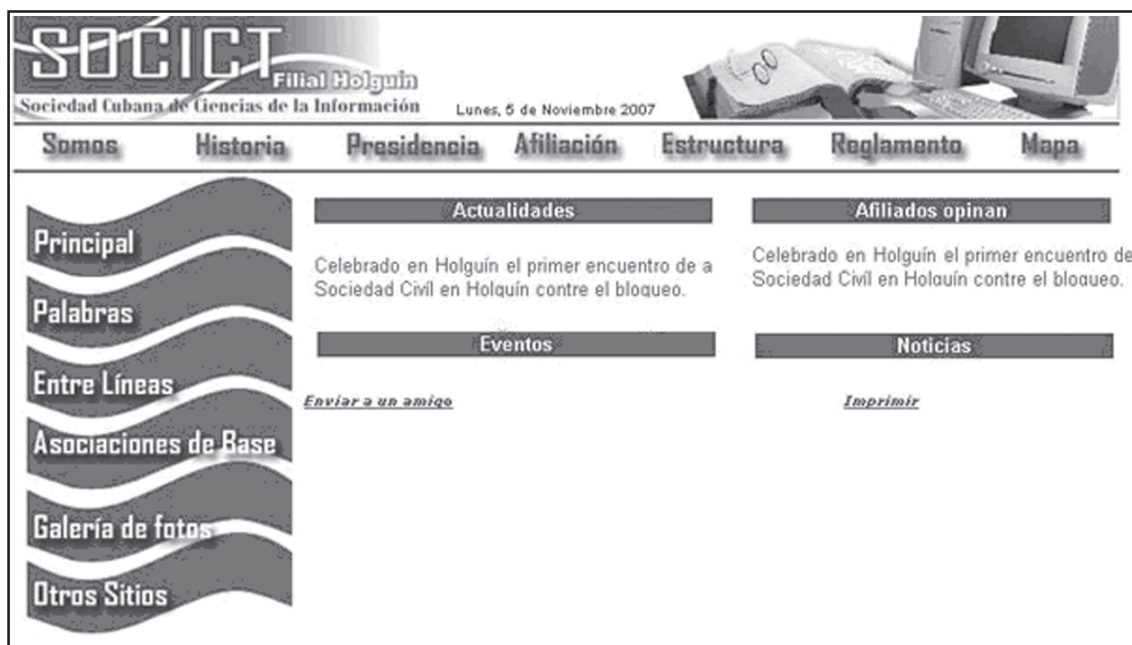 SOCICT
Filial Holguin
Sociedad Cubana de Ciencias de la Información
Lunes, 5 de Noviembre 2007
Somos Historia Presidencia Afiliación Estructura Reglamento Mapa
Principal
Palabras
Entre Líneas
Asociaciones de Base
Galería de fotos
Otros Sitios
Actualidades
Celebrado en Holguín el primer encuentro de a
Sociedad Civíl en Holguín contre el bloqueo.
Afiliados opinan
Celebrado en Holguín el primer encuentro de
Sociedad Civíl en Holguín contre el bloqueo.
Eventos
Noticias
Enviar a un amigo
Imprimir